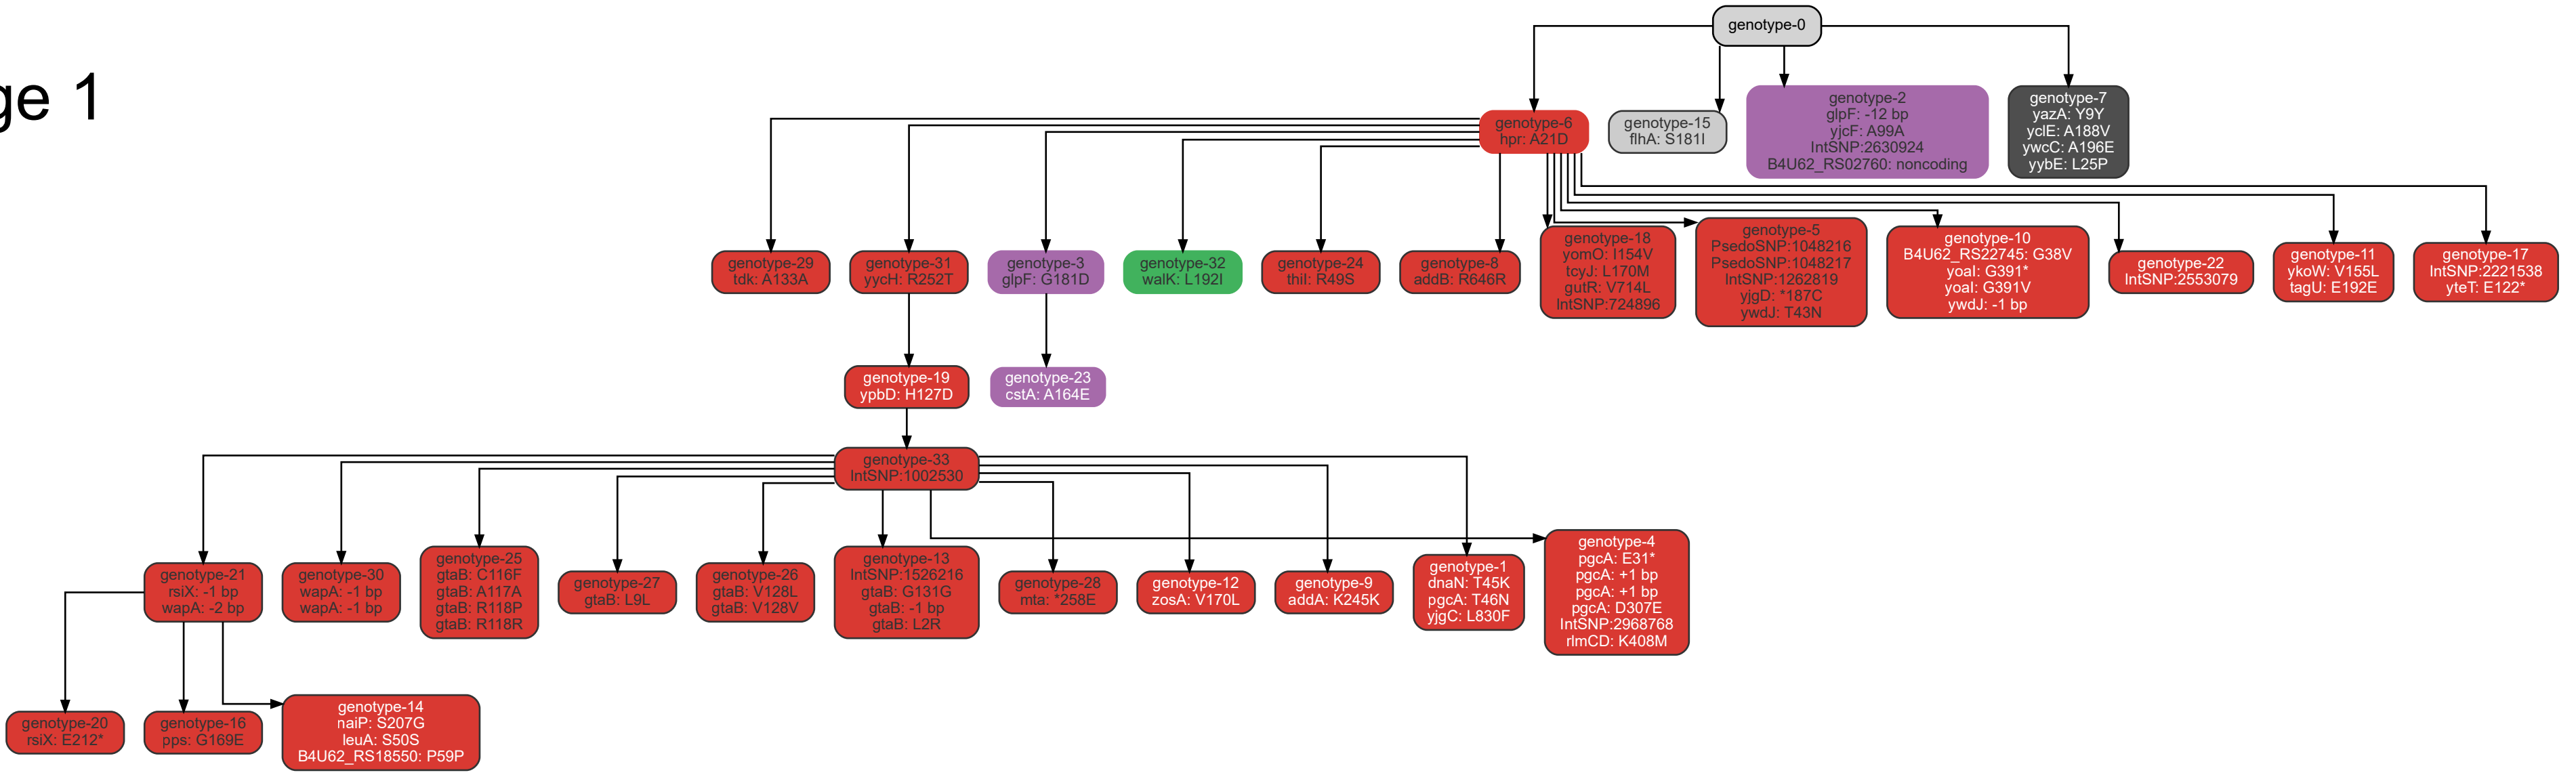 genotype-0
ge 1
genotype-6
hpr: A21D
genotype-15
flhA: S181I
genotype-2
glpF: -12 bp
yjcF: A99A
IntSNP:2630924
B4U62_RS02760: noncoding
genotype-7
yazA: Y9Y
yclE: A188V
ywcC: A196E
yybE: L25P
genotype-29
tdk: A133A
genotype-31
yycH: R252T
genotype-3
glpF: G181D
genotype-32
walK: L192I
genotype-24
thiI: R49S
genotype-8
addB: R646R
genotype-18
yomO: I154V
tcyJ: L170M
gutR: V714L
IntSNP:724896
genotype-5
PsedoSNP:1048216
PsedoSNP:1048217
IntSNP:1262819
yjgD: *187C
ywdJ: T43N
genotype-10
B4U62_RS22745: G38V
yoaI: G391*
yoaI: G391V
ywdJ: -1 bp
genotype-22
IntSNP:2553079
genotype-11
ykoW: V155L
tagU: E192E
genotype-17
IntSNP:2221538
yteT: E122*
genotype-19
ypbD: H127D
genotype-23
cstA: A164E
genotype-33
IntSNP:1002530
genotype-21
rsiX: -1 bp
wapA: -2 bp
genotype-30
wapA: -1 bp
wapA: -1 bp
genotype-25
gtaB: C116F
gtaB: A117A
gtaB: R118P
gtaB: R118R
genotype-27
gtaB: L9L
genotype-26
gtaB: V128L
gtaB: V128V
genotype-13
IntSNP:1526216
gtaB: G131G
gtaB: -1 bp
gtaB: L2R
genotype-28
mta: *258E
genotype-12
zosA: V170L
genotype-9
addA: K245K
genotype-1
dnaN: T45K
pgcA: T46N
yjgC: L830F
genotype-4
pgcA: E31*
pgcA: +1 bp
pgcA: +1 bp
pgcA: D307E
IntSNP:2968768
rlmCD: K408M
genotype-20
rsiX: E212*
genotype-16
pps: G169E
genotype-14
naiP: S207G
leuA: S50S
B4U62_RS18550: P59P